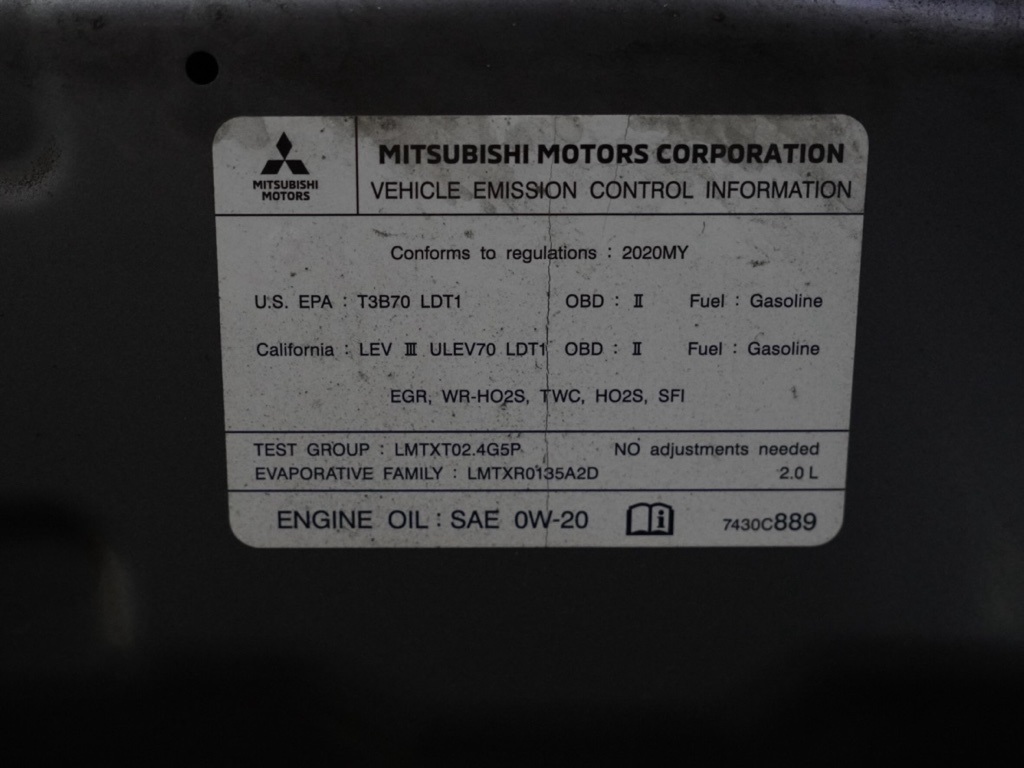 MITSUBISHI
MOTORS
MITSUBISHI MOTORS CORPORATION
VEHICLE EMISSION CONTROL INFORMATION
Conforms to regulations : 2020MY
U.S. EPA : T3B70 LDT1 OBD : Ⅱ Fuel : Gasoline
California : LEV Ⅲ ULEV70 LDT1 OBD : Ⅱ Fuel : Gasoline
EGR, WR-HO2S, TWC, HO2S, SFI
TEST GROUP : LMTXT02.4G5P NO adjustments needed
EVAPORATIVE FAMILY : LMTXR0135A2D 2.0 L
ENGINE OIL : SAE 0W-20 7430C889